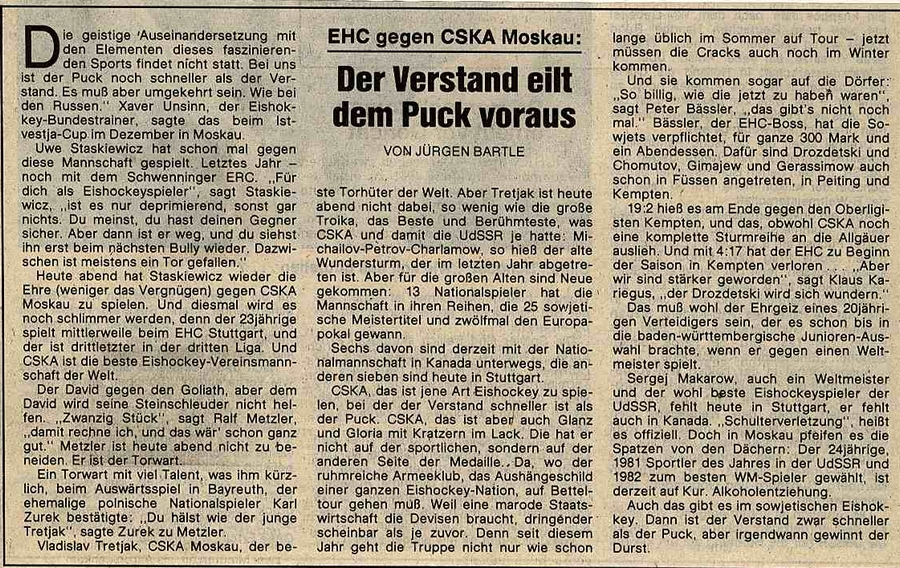 Die geistige 'Auseinandersetzung mit
den Elementen dieses faszinieren-
den Sports findet nicht statt. Bei uns
ist der Puck noch schneller als der Ver-
stand. Es muß aber umgekehrt sein. Wie bei
den Russen." Xaver Unsinn, der Eishok-
key-Bundestrainer, sagte das beim Ist-
vestja-Cup im Dezember in Moskau.
Uwe Staskiewicz hat schon mal gegen
diese Mannschaft gespielt. Letztes Jahr –
noch mit dem Schwenninger ERC. „Für
dich als Eishockeyspieler", sagt Staskie-
wicz, „ist es nur deprimierend, sonst gar
nichts. Du meinst, du hast deinen Gegner
sicher. Aber dann ist er weg, und du siehst
ihn erst beim nächsten Bully wieder. Dazwi-
schen ist meistens ein Tor gefallen."
Heute abend hat Staskiewicz wieder die
Ehre (weniger das Vergnügen) gegen CSKA
Moskau zu spielen. Und diesmal wird es
noch schlimmer werden, denn der 23jährige
spielt mittlerweile beim EHC Stuttgart, und
der ist drittletzter in der dritten Liga. Und
CSKA ist die beste Eishockey-Vereinsmann-
schaft der Welt.
Der David gegen den Goliath, aber dem
David wird seine Steinschleuder nicht hel-
fen. „Zwanzig Stück", sagt Ralf Metzler,
„damit rechne ich, und das wär' schon ganz
gut." Metzler ist heute abend nicht zu be-
neiden. Er ist der Torwart.
Ein Torwart mit viel Talent, was ihm kürz-
lich, beim Auswärtsspiel in Bayreuth, der
ehemalige polnische Nationalspieler Karl
Zurek bestätigte: „Du hälst wie der junge
Tretjak", sagte Zurek zu Metzler.
Vladislav Tretjak, CSKA Moskau, der be-
EHC gegen CSKA Moskau:
Der Verstand eilt
dem Puck voraus
VON JÜRGEN BARTLE
ste Torhüter der Welt. Aber Tretjak ist heute
abend nicht dabei, so wenig wie die große
Troika, das Beste und Berühmteste, was
CSKA und damit die UdSSR je hatte: Mi-
chailov-Petrov-Charlamow, so hieß der alte
Wundersturm, der im letzten Jahr abgetre-
ten ist. Aber für die großen Alten sind Neue
gekommen: 13 Nationalspieler hat die
Mannschaft in ihren Reihen, die 25 sowjeti-
sche Meistertitel und zwölfmal den Europa-
pokal gewann.
Sechs davon sind derzeit mit der Natio-
nalmannschaft in Kanada unterwegs, die an-
deren sieben sind heute in Stuttgart.
CSKA, das ist jene Art Eishockey zu spie-
len, bei der der Verstand schneller ist als
der Puck. CSKA, das ist aber auch Glanz
und Gloria mit Kratzern im Lack. Die hat er
nicht auf der sportlichen, sondern auf der
anderen Seite der Medaille. Da, wo der
ruhmreiche Armeeklub, das Aushängeschild
einer ganzen Eishockey-Nation, auf Bettel-
tour gehen muß. Weil eine marode Staats-
wirtschaft die Devisen braucht, dringender
scheinbar als je zuvor. Denn seit diesem
Jahr geht die Truppe nicht nur wie schon
lange üblich im Sommer auf Tour – jetzt
müssen die Cracks auch noch im Winter
kommen.
Und sie kommen sogar auf die Dörfer:
„So billig, wie die jetzt zu haben waren",
sagt Peter Bässler, „das gibt's nicht noch
mal." Bässler, der EHC-Boss, hat die So-
wjets verpflichtet, für ganze 300 Mark und
ein Abendessen. Dafür sind Drozdetski und
Chomutov, Gimajew und Gerassimow auch
schon in Füssen angetreten, in Peiting und
Kempten.
19:2 hieß es am Ende gegen den Oberligi-
sten Kempten, und das, obwohl CSKA noch
eine komplette Sturmreihe an die Allgäuer
auslieh. Und mit 4:17 hat der EHC zu Beginn
der Saison in Kempten verloren . . . „Aber
wir sind stärker geworden", sagt Klaus Ka-
riegus, „der Drozdetski wird sich wundern."
Das muß wohl der Ehrgeiz eines 20jähri-
gen Verteidigers sein, der es schon bis in
die baden-württembergische Junioren-Aus-
wahl brachte, wenn er gegen einen Welt-
meister spielt.
Sergej Makarow, auch ein Weltmeister
und der wohl beste Eishockeyspieler der
UdSSR, fehlt heute in Stuttgart, er fehlt
auch in Kanada. „Schulterverletzung", heißt
es offiziell. Doch in Moskau pfeifen es die
Spatzen von den Dächern: Der 24jährige,
1981 Sportler des Jahres in der UdSSR und
1982 zum besten WM-Spieler gewählt, ist
derzeit auf Kur. Alkoholentziehung.
Auch das gibt es im sowjetischen Eishok-
key. Dann ist der Verstand zwar schneller
als der Puck, aber irgendwann gewinnt der
Durst.